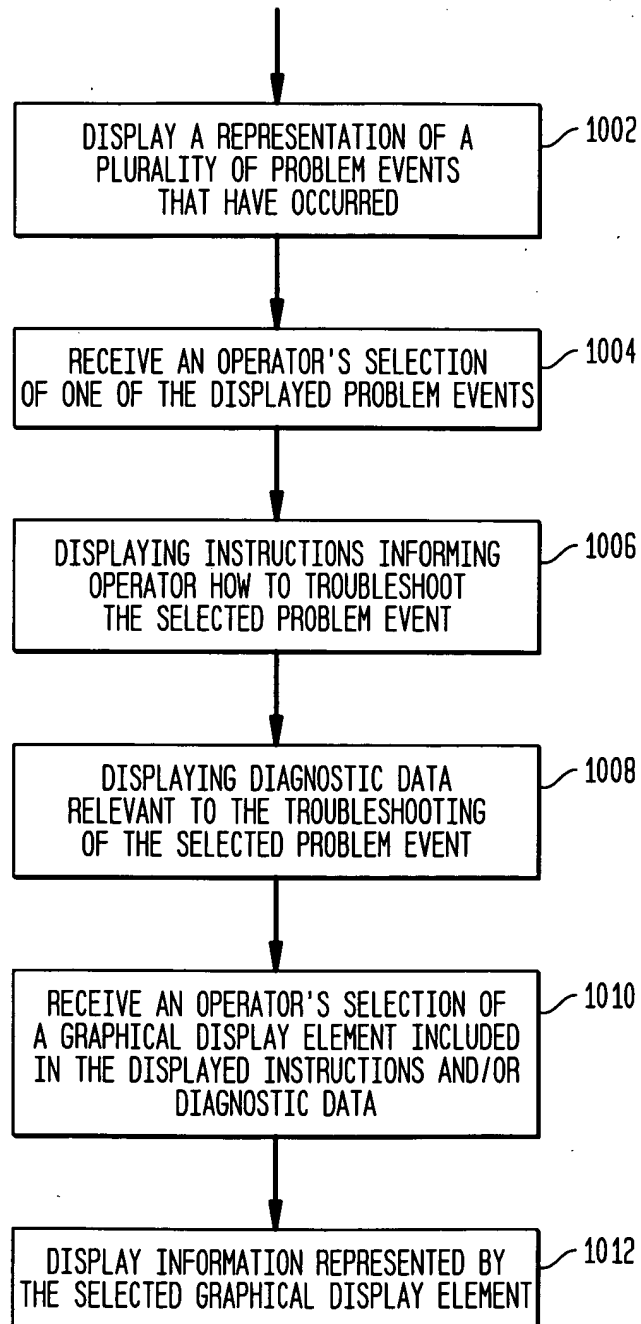 DISPLAY A REPRESENTATION OF A
PLURALITY OF PROBLEM EVENTS
THAT HAVE OCCURRED
1002
RECEIVE AN OPERATOR'S SELECTION
OF ONE OF THE DISPLAYED PROBLEM EVENTS
1004
DISPLAYING INSTRUCTIONS INFORMING
OPERATOR HOW TO TROUBLESHOOT
THE SELECTED PROBLEM EVENT
1006
DISPLAYING DIAGNOSTIC DATA
RELEVANT TO THE TROUBLESHOOTING
OF THE SELECTED PROBLEM EVENT
1008
RECEIVE AN OPERATOR'S SELECTION OF
A GRAPHICAL DISPLAY ELEMENT INCLUDED
IN THE DISPLAYED INSTRUCTIONS AND/OR
DIAGNOSTIC DATA
1010
DISPLAY INFORMATION REPRESENTED BY
THE SELECTED GRAPHICAL DISPLAY ELEMENT
1012